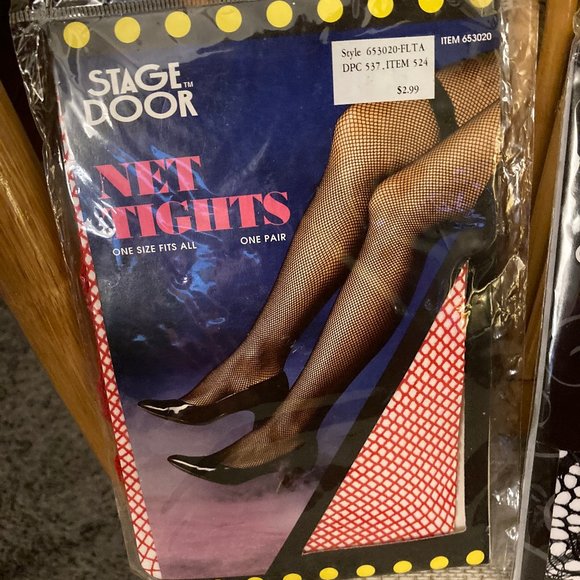 Style 653020-FLTA
DPC 537, ITEM 524
$2.99
ITEM 653020
STAGE™
DOOR
NET
TIGHTS
ONE SIZE FITS ALL
ONE PAIR